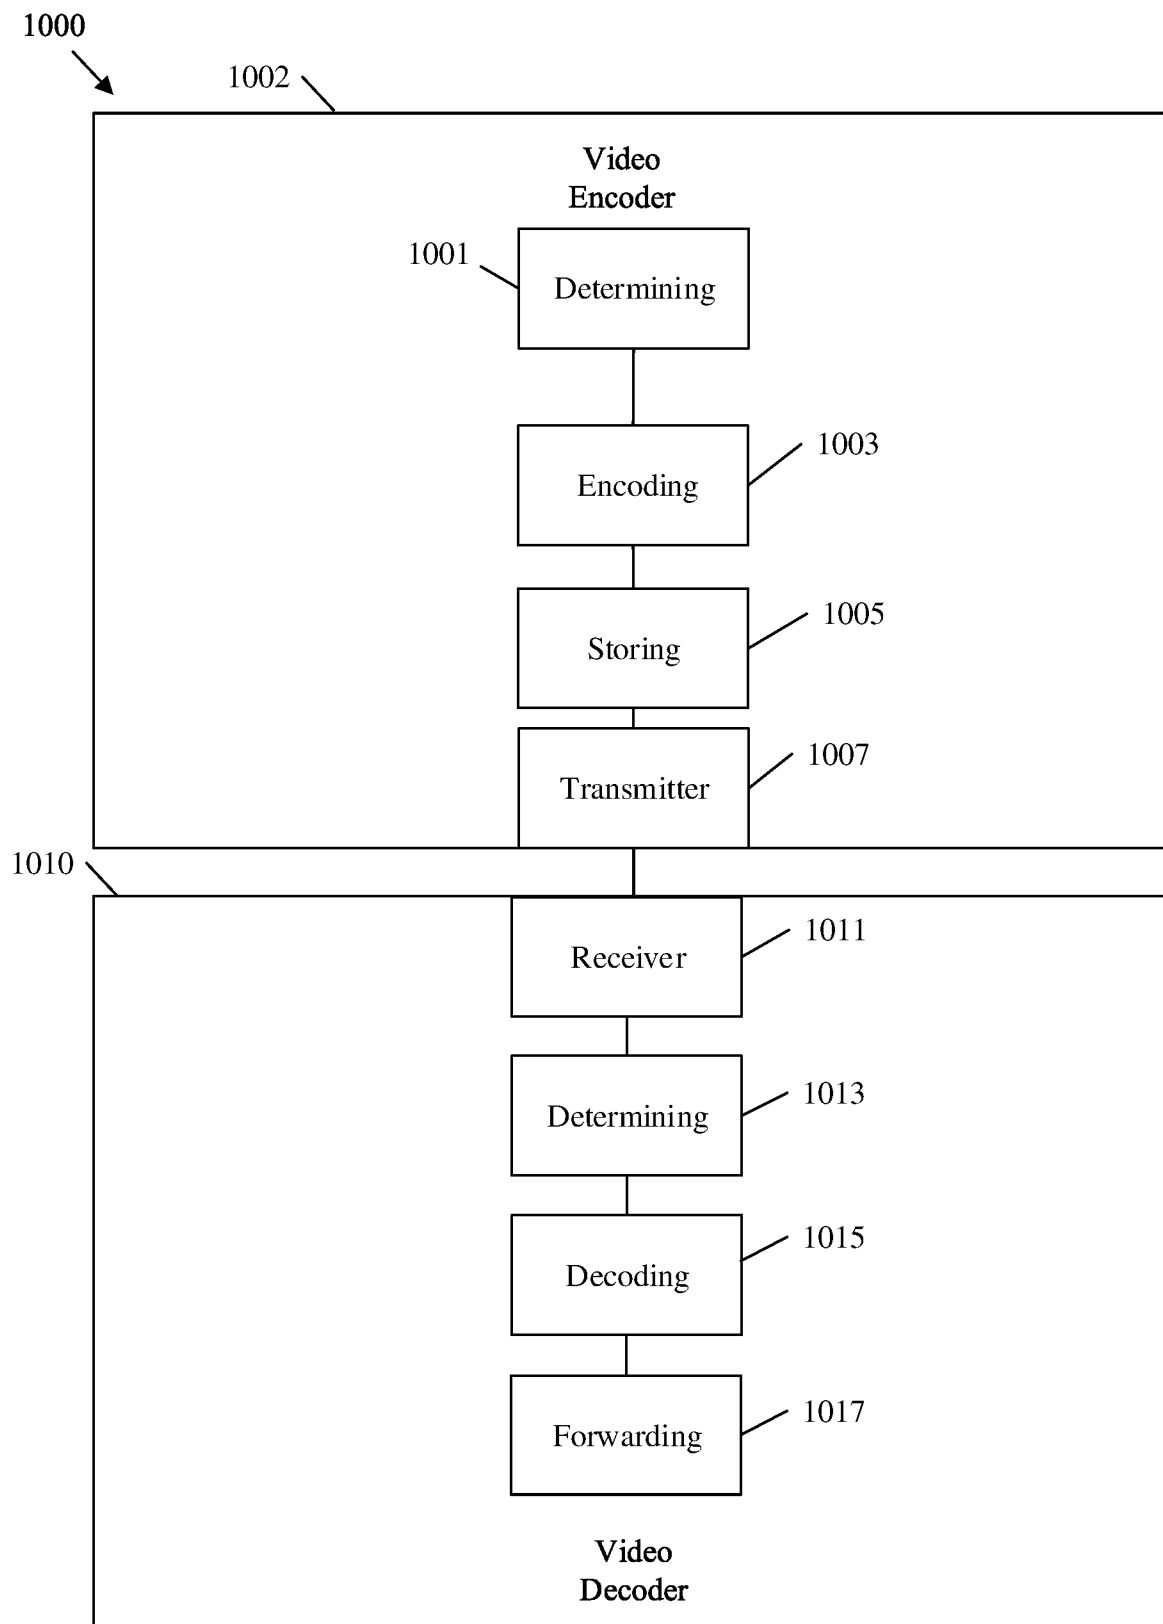 1000
1002
Video
Encoder
1001
Determining
1003
Encoding
1005
Storing
1007
Transmitter
1010
1011
Receiver
1013
Determining
1015
Decoding
1017
Forwarding
Video
Decoder